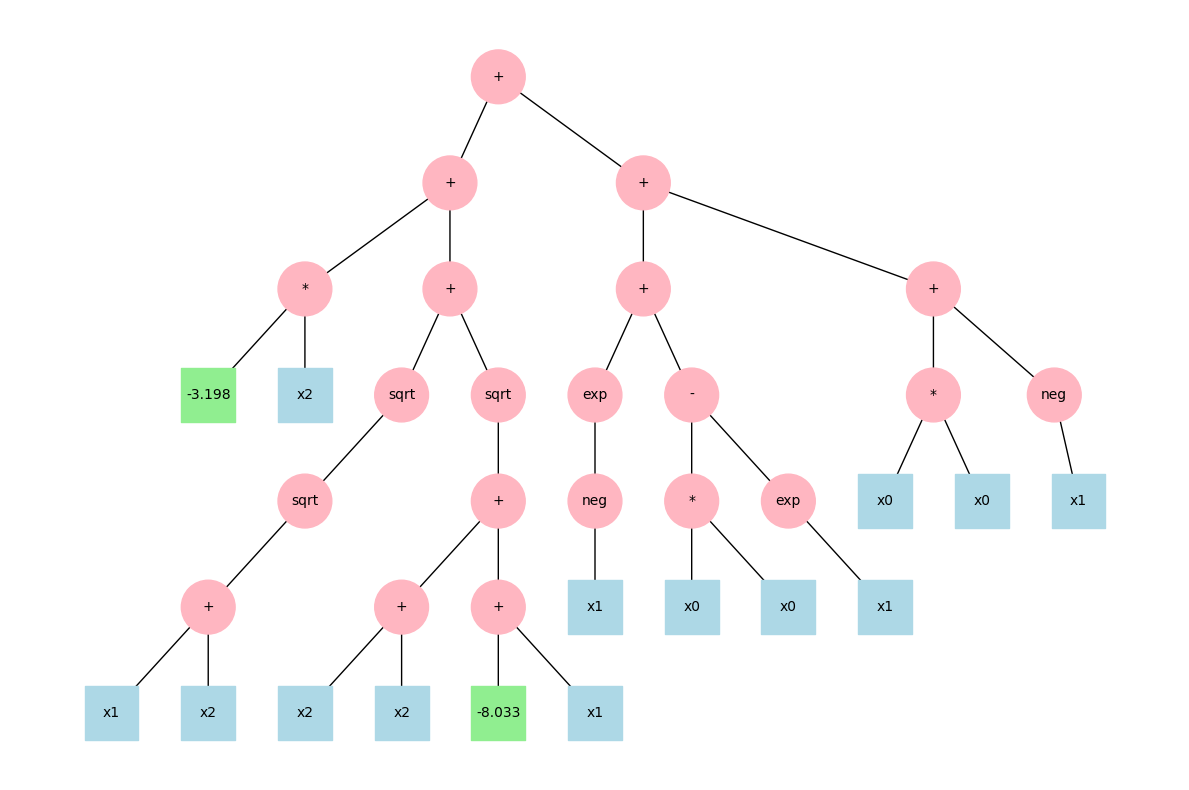 +
+ +
* + + +
-3.198 x2 sqrt sqrt exp - * neg
sqrt + neg * exp x0 x0 x1
+ + + x1 x0 x0 x1
x1 x2 x2 x2 -8.033 x1